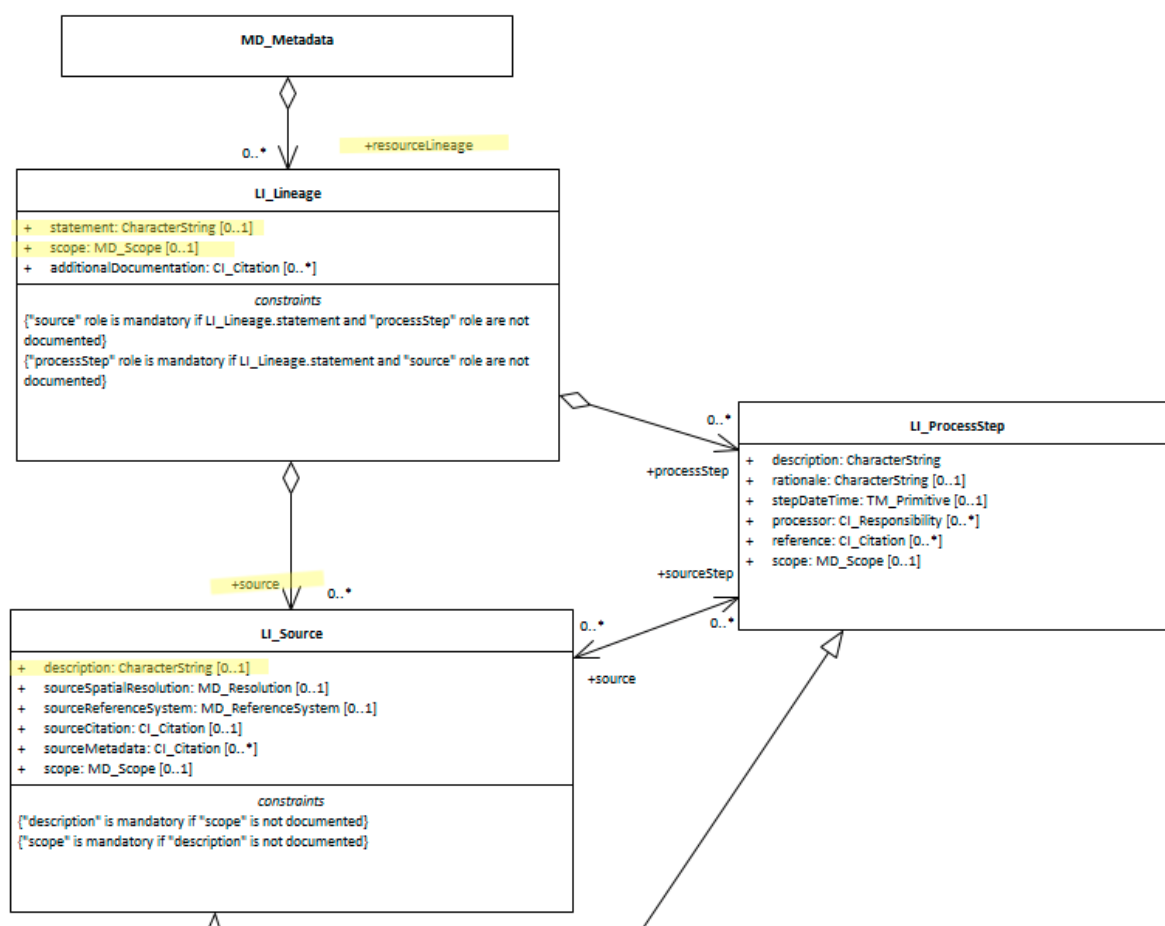 MD_Metadata
0..*
+resourceLineage
LI_Lineage
+ statement: CharacterString [0..1]
+ scope: MD_Scope [0..1]
+ additionalDocumentation: CI_Citation [0..*]
constraints
{"source" role is mandatory if LI_Lineage.statement and "processStep" role are not
documented}
{"processStep" role is mandatory if LI_Lineage.statement and "source" role are not
documented}
0..*
+processStep
LI_ProcessStep
+ description: CharacterString
+ rationale: CharacterString [0..1]
+ stepDateTime: TM_Primitive [0..1]
+ processor: CI_Responsibility [0..*]
+ reference: CI_Citation [0..*]
+ scope: MD_Scope [0..1]
+sourceStep
0..*
+source
0..*
0..*
+source
LI_Source
+ description: CharacterString [0..1]
+ sourceSpatialResolution: MD_Resolution [0..1]
+ sourceReferenceSystem: MD_ReferenceSystem [0..1]
+ sourceCitation: CI_Citation [0..1]
+ sourceMetadata: CI_Citation [0..*]
+ scope: MD_Scope [0..1]
constraints
{"description" is mandatory if "scope" is not documented}
{"scope" is mandatory if "description" is not documented}